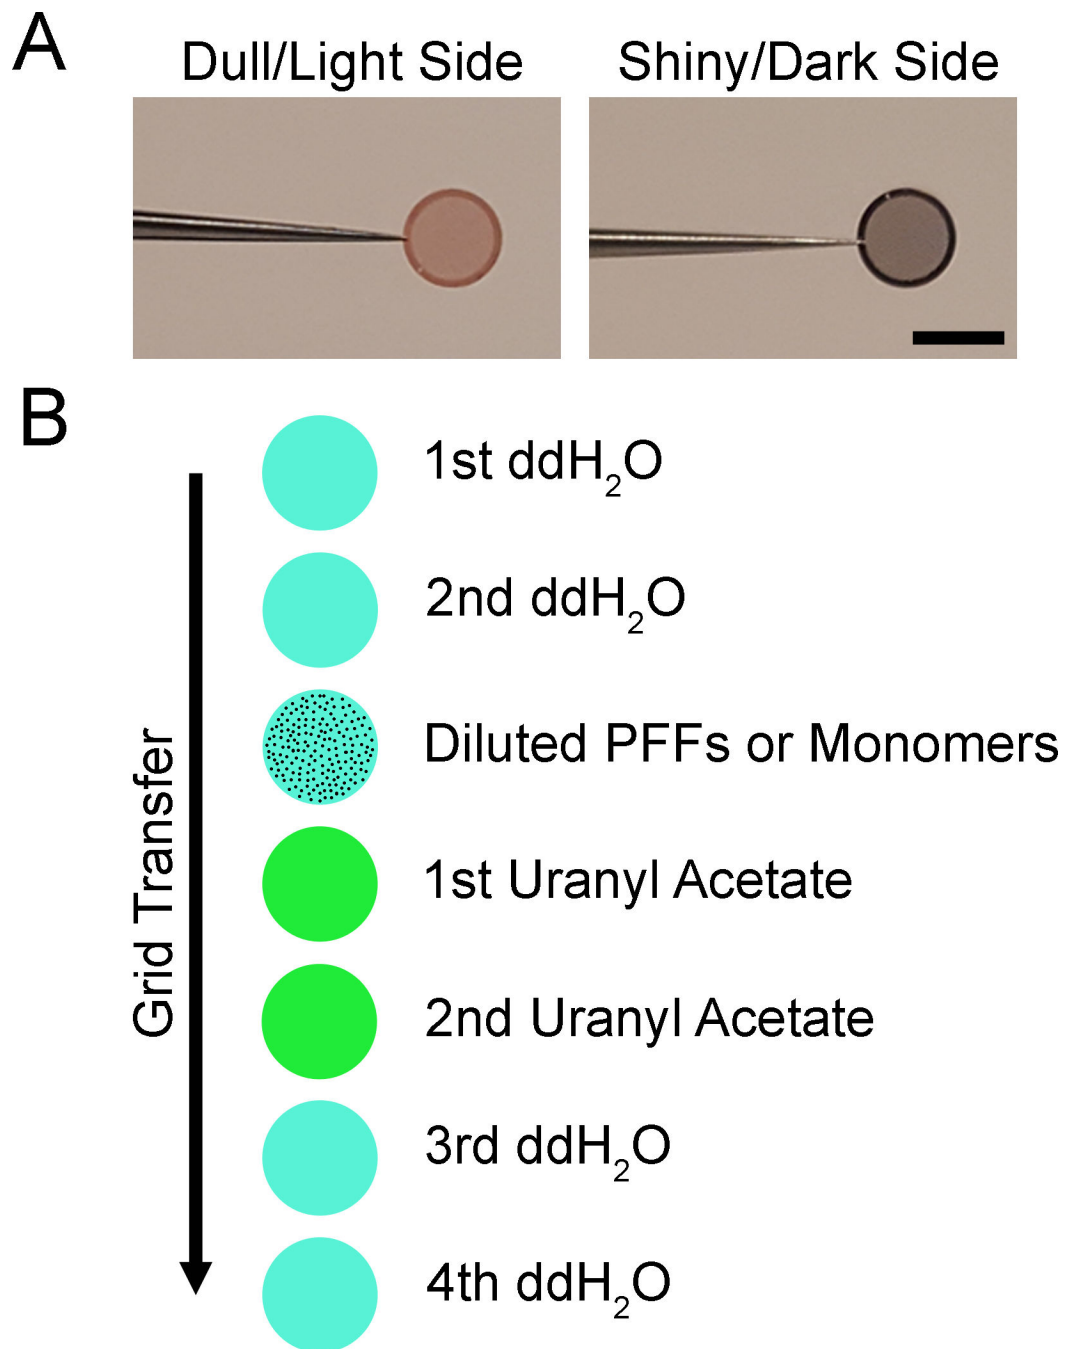 A
Dull/Light Side
Shiny/Dark Side
B
Grid Transfer
1st ddH₂O
2nd ddH₂O
Diluted PFFs or Monomers
1st Uranyl Acetate
2nd Uranyl Acetate
3rd ddH₂O
4th ddH₂O